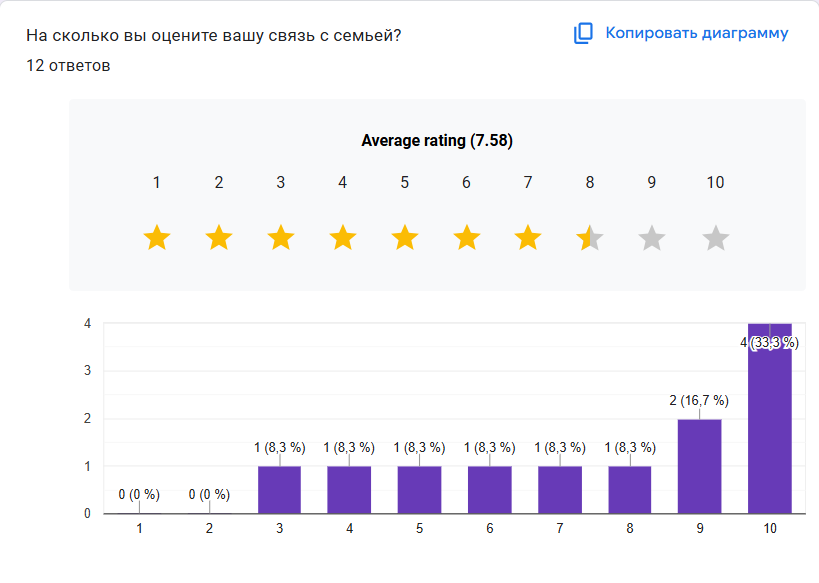 На сколько вы оцените вашу связь с семьей?
Копировать диаграмму
12 ответов
Average rating (7.58)
1 2 3 4 5 6 7 8 9 10
4
3
2
1
0
0 (0 %) 0 (0 %) 1 (8,3 %) 1 (8,3 %) 1 (8,3 %) 1 (8,3 %) 1 (8,3 %) 1 (8,3 %) 2 (16,7 %) 4 (33,3 %)
1 2 3 4 5 6 7 8 9 10